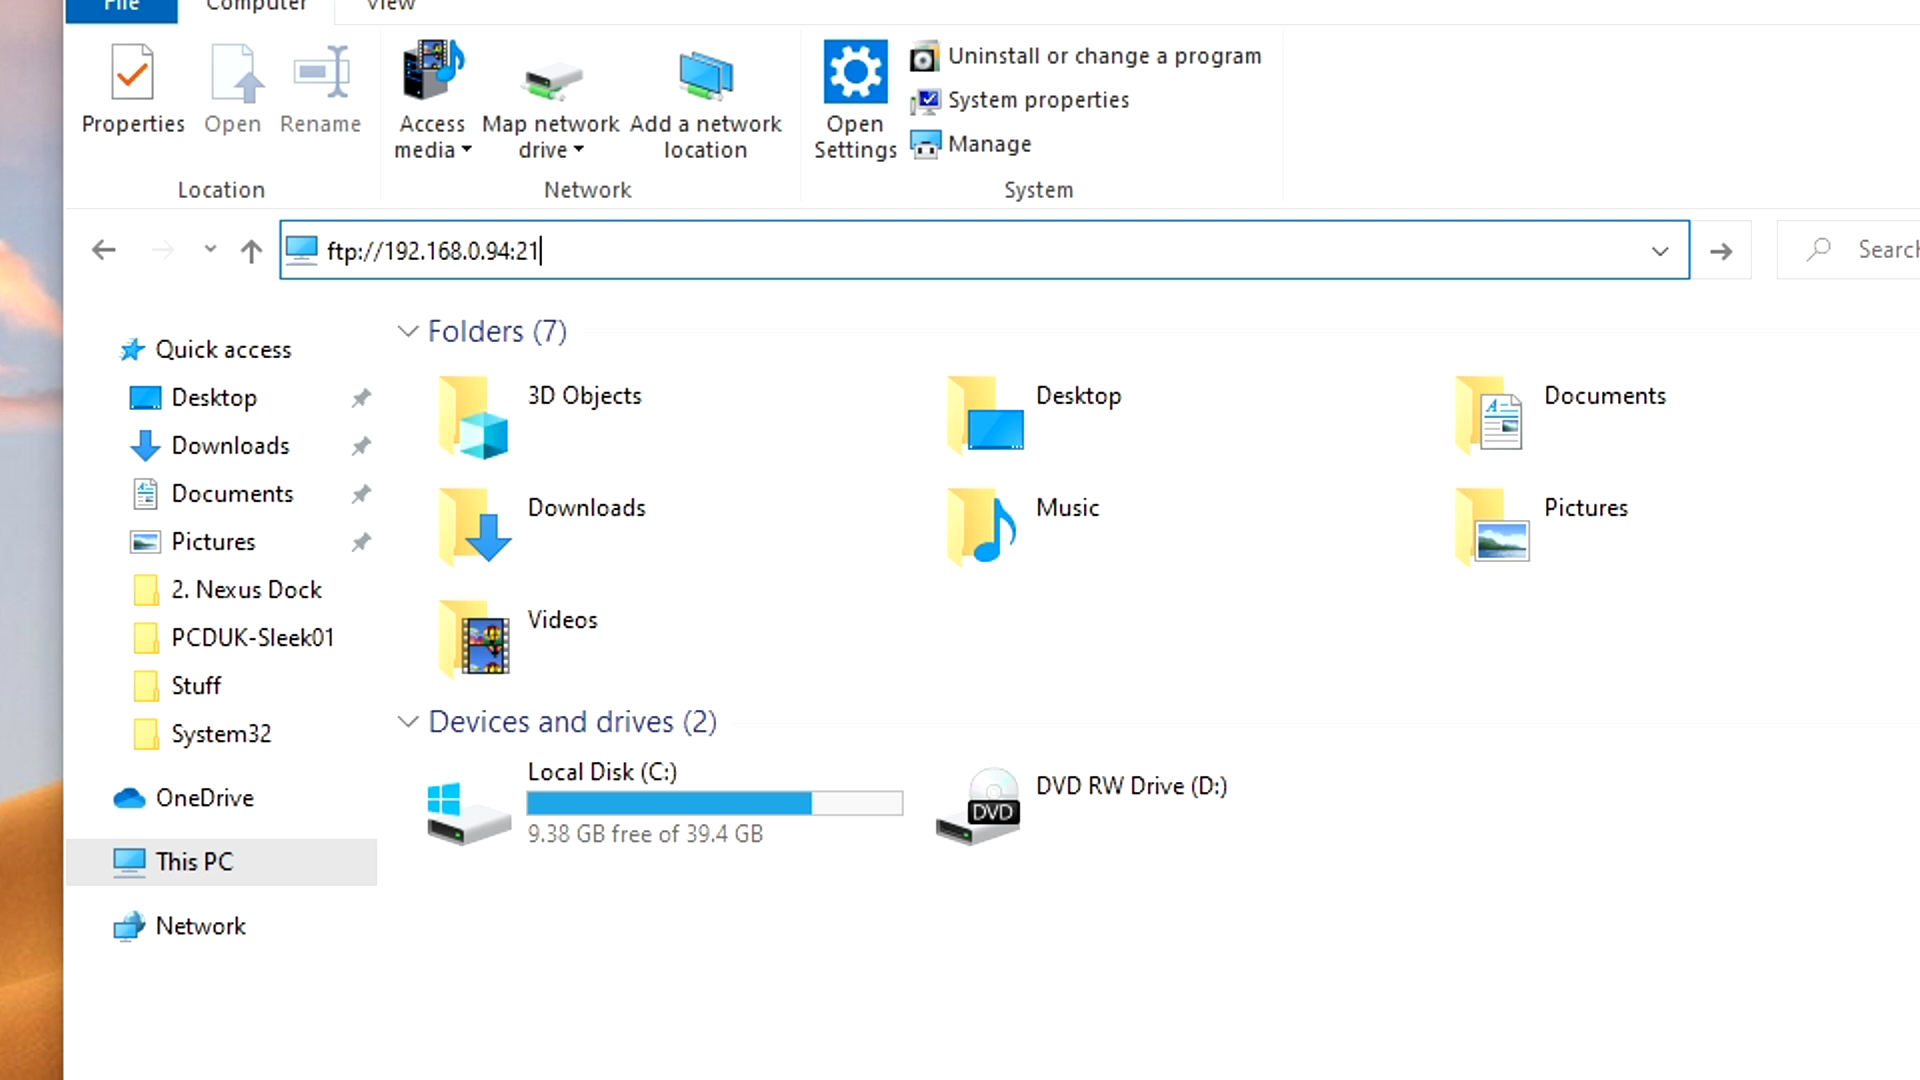 File Computer View
Properties Open Rename Access media Map network drive Add a network location Open Settings
Uninstall or change a program
System properties
Manage
Location Network System
ftp://192.168.0.94:21
Search
Quick access
Desktop
Downloads
Documents
Pictures
2. Nexus Dock
PCDUK-Sleek01
Stuff
System32
OneDrive
This PC
Network
Folders (7)
3D Objects Desktop Documents
Downloads Music Pictures
Videos
Devices and drives (2)
Local Disk (C:)
9.38 GB free of 39.4 GB
DVD
DVD RW Drive (D:)